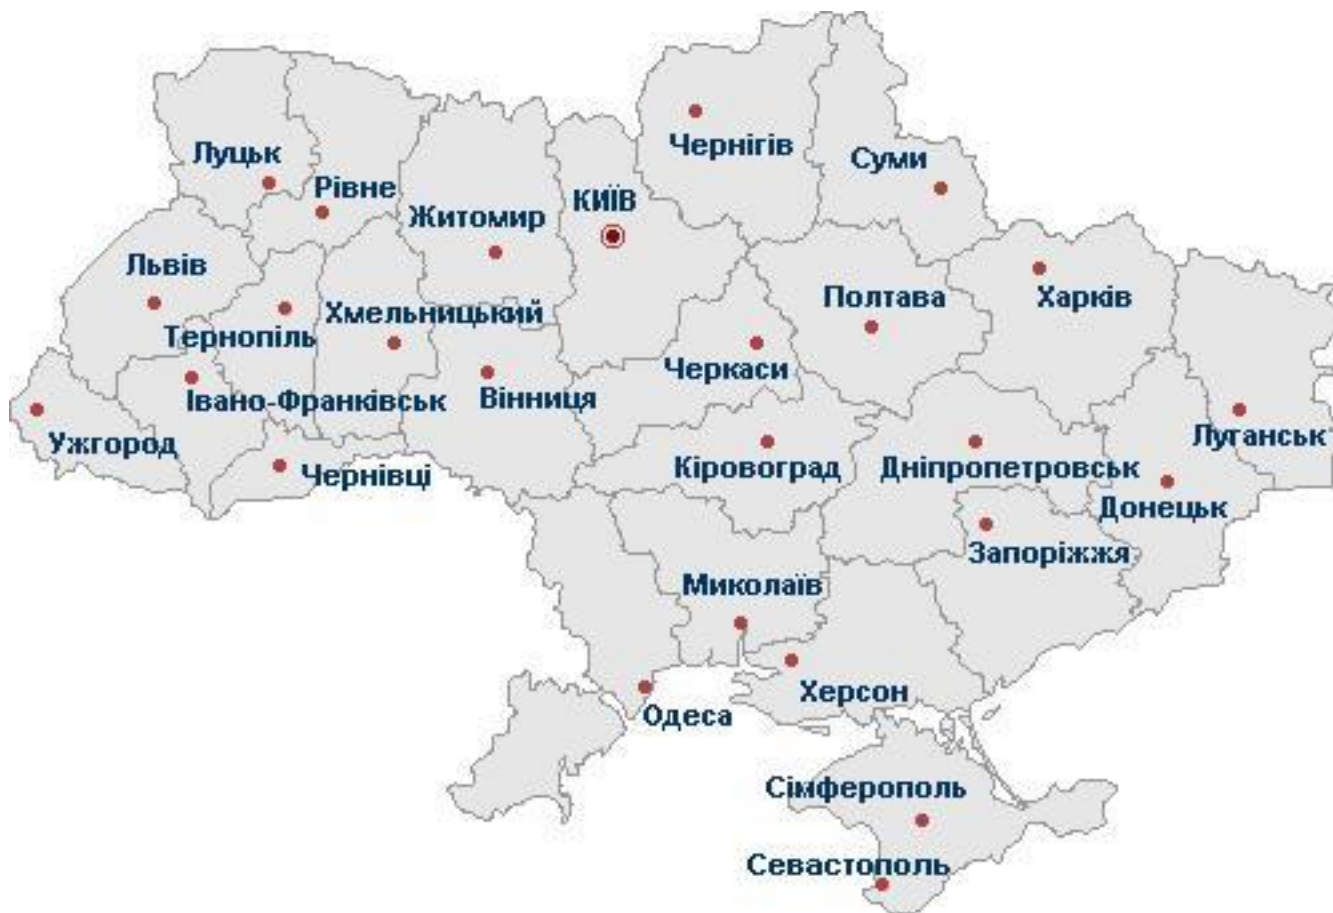 Чернігів
Луцьк
Суми
Рівне
КИЇВ
Житомир
Львів
Полтава
Харків
Хмельницький
Тернопіль
Черкаси
Івано-Франківськ
Вінниця
Ужгород
Луганськ
Чернівці
Кіровоград
Дніпропетровськ
Донецьк
Запоріжжя
Миколаїв
Херсон
Одеса
Сімферополь
Севастополь